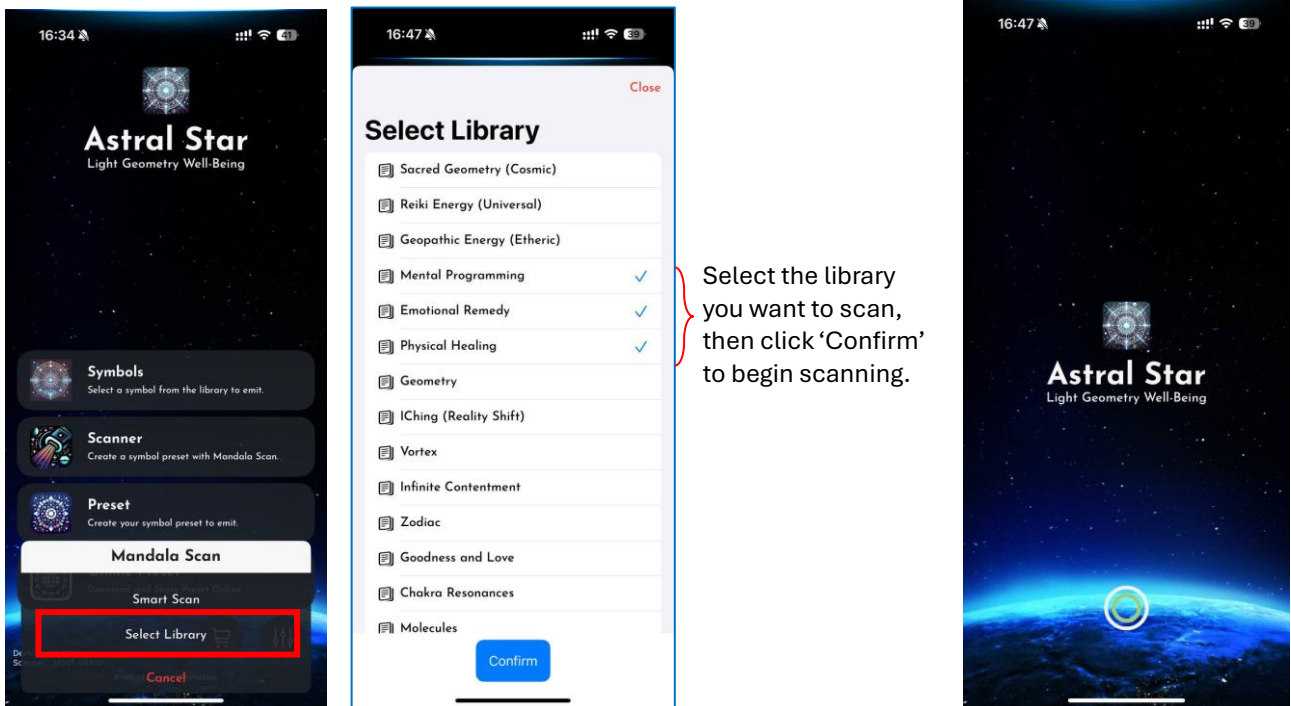 16:34
41
Astral Star
Light Geometry Well-Being
Symbols
Select a symbol from the library to emit.
Scanner
Create a symbol preset with Mandala Scan.
Preset
Create your symbol preset to emit.
Mandala Scan
Smart Scan
Select Library
Cancel
16:47
39
Close
Select Library
Sacred Geometry (Cosmic)
Reiki Energy (Universal)
Geopathic Energy (Etheric)
Mental Programming
Emotional Remedy
Physical Healing
Geometry
IChing (Reality Shift)
Vortex
Infinite Contentment
Zodiac
Goodness and Love
Chakra Resonances
Molecules
Confirm
Select the library
you want to scan,
then click ‘Confirm’
to begin scanning.
16:47
39
Astral Star
Light Geometry Well-Being